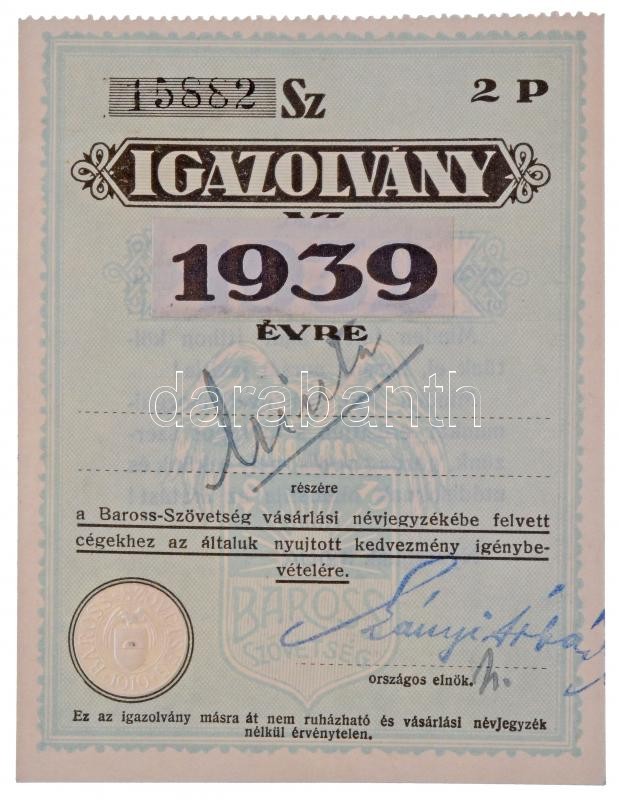 15882 Sz 2 P
IGAZOLVÁNY
AZ
1939
ÉVRE
darabanth
részére
a Baross-Szövetség vásárlási névjegyzékébe felvett
cégekhez az általuk nyujtott kedvezmény igénybe-
vételére.
BAROSS
SZÖVETSÉG
országos elnök. h.
Ez az igazolvány másra át nem ruházható és vásárlási névjegyzék
nélkül érvénytelen.